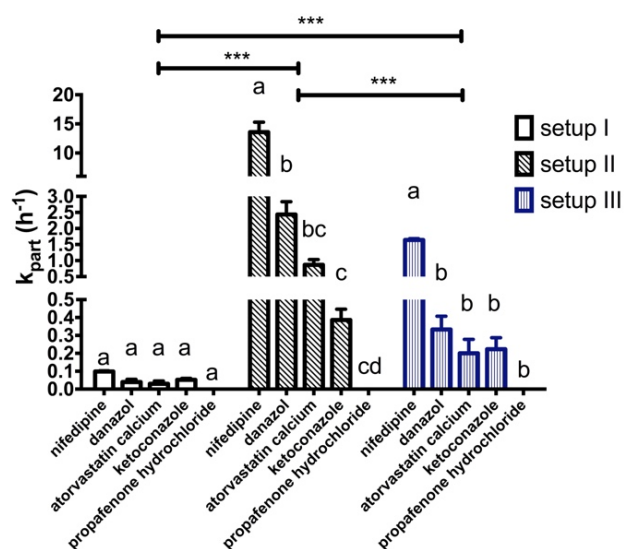 ***
***
***
a
20
15
10
b
a
setup I
setup II
setup III
3.0
2.5
2.0
1.5
1.0
0.5
bc
c
b
b
b
0.5
0.4
0.3
0.2
0.1
0.0
a
a
a
a
a
cd
b
kpart (h-1)
nifedipine
danazol
atorvastatin calcium
ketoconazole
propafenone hydrochloride
nifedipine
danazol
atorvastatin calcium
ketoconazole
propafenone hydrochloride
nifedipine
danazol
atorvastatin calcium
ketoconazole
propafenone hydrochloride